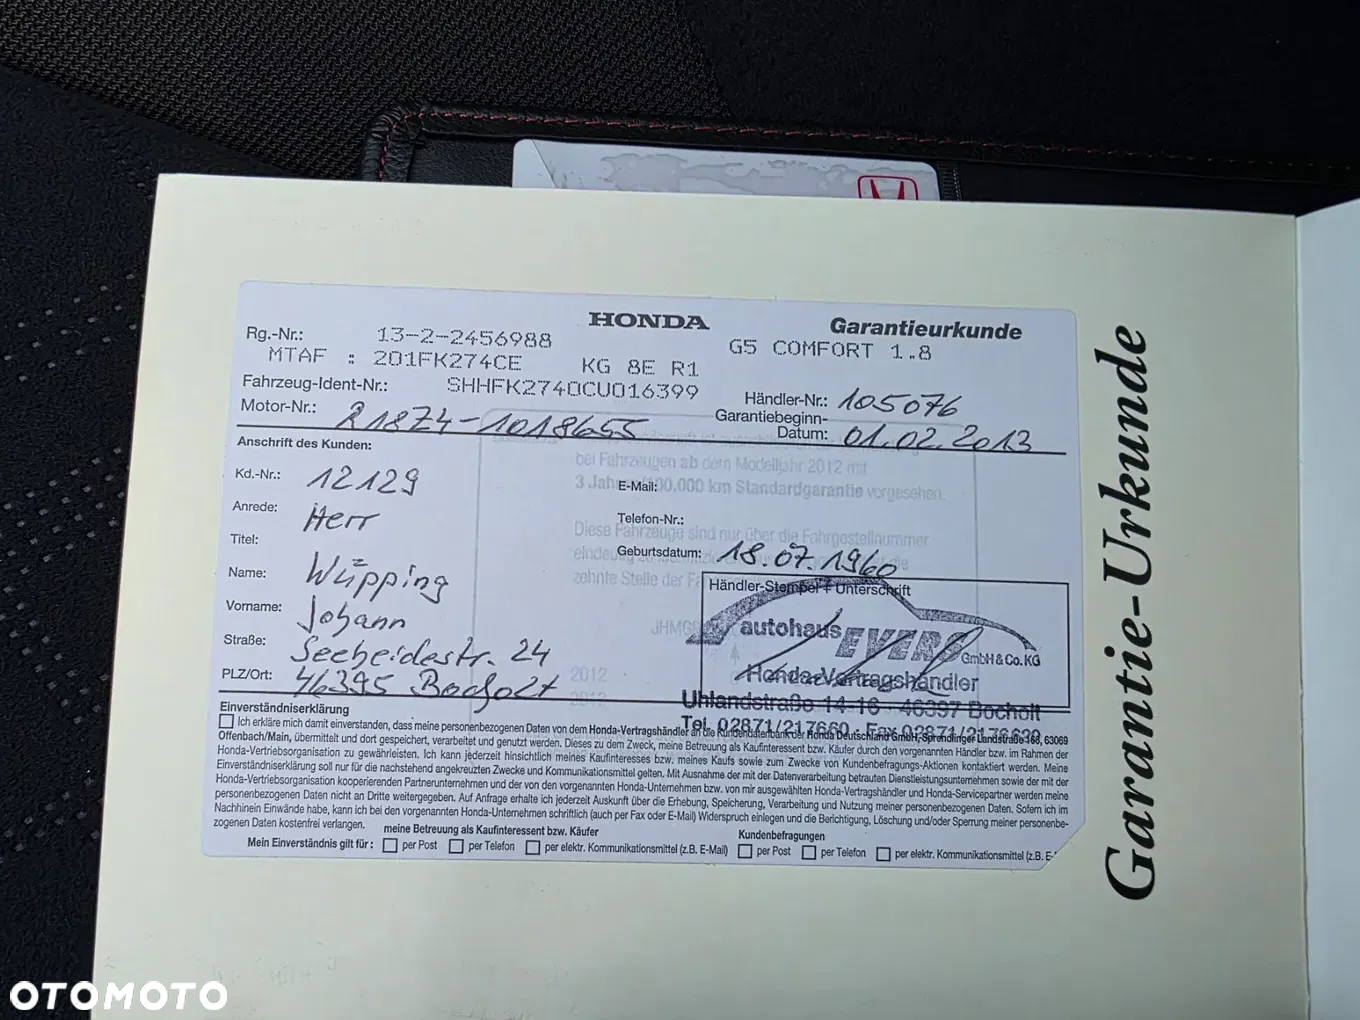 HONDA
Garantieurkunde
Rg.-Nr.: 13-2-2456988
G5 COMFORT 1.8
MTAF : 201FK274CE KG 8E R1
Fahrzeug-Ident-Nr.: SHHFK2740CU016399
Händler-Nr.: 105076
Motor-Nr.: R18Z4-1018655
Garantiebeginn-
Datum: 01.02.2013
Anschrift des Kunden:
bei Fahrzeugen ab dem Modelljahr 2012 mit
Kd.-Nr.: 12129
E-Mail:
3 Jahre/100.000 km Standardgarantie vorgesehen.
Anrede: Herr
Telefon-Nr.:
Diese Fahrzeuge sind nur über die Fahrgestellnummer
Titel:
Geburtsdatum: 18.07.1960
zehnte Stelle der
Name: Wüpping
Händler-Stempel + Unterschrift
Vorname: Johann
autohaus EVERS GmbH & Co. KG
Straße: Seeheidestr. 24
Honda-Vertragshändler
PLZ/Ort: 46395 Bocholt
2012
Uhlandstraße 14-16 · 46397 Bocholt
Tel. 02871/217660 · Fax 02871/2176620
Einverständniserklärung
Ich erkläre mich damit einverstanden, dass meine personenbezogenen Daten von dem Honda-Vertragshändler an die Kundendatenbank der Honda Deutschland GmbH, Sprendlinger Landstraße 166, 63069
Offenbach/Main, übermittelt und dort gespeichert, verarbeitet und genutzt werden. Dieses zu dem Zweck, meine Betreuung als Kaufinteressent bzw. Käufer durch den vorgenannten Händler bzw. im Rahmen der
Honda-Vertriebsorganisation zu gewährleisten. Ich kann jederzeit hinsichtlich meines Kaufinteresses bzw. meines Kaufs sowie zum Zwecke von Kundenbefragungs-Aktionen kontaktiert werden. Meine
Einverständniserklärung soll nur für die nachstehend angekreuzten Zwecke und Kommunikationsmittel gelten. Mit Ausnahme der mit der Datenverarbeitung betrauten Dienstleistungsunternehmen sowie der mit der
Honda-Vertriebsorganisation kooperierenden Partnerunternehmen und der von den vorgenannten Honda-Unternehmen bzw. von mir ausgewählten Honda-Vertragshändler und Honda-Servicepartner werden meine
personenbezogenen Daten nicht an Dritte weitergegeben. Auf Anfrage erhalte ich jederzeit Auskunft über die Erhebung, Speicherung, Verarbeitung und Nutzung meiner personenbezogenen Daten. Sofern ich im
Nachhinein Einwände habe, kann ich bei den vorgenannten Honda-Unternehmen schriftlich (auch per Fax oder E-Mail) Widerspruch einlegen und die Berichtigung, Löschung und/oder Sperrung meiner personenbe-
zogenen Daten kostenfrei verlangen.
meine Betreuung als Kaufinteressent bzw. Käufer
Kundenbefragungen
Mein Einverständnis gilt für : per Post per Telefon per elektr. Kommunikationsmittel (z.B. E-Mail) per Post per Telefon per elektr. Kommunikationsmittel (z.B. E-
Garantie-Urkunde
OTOMOTO